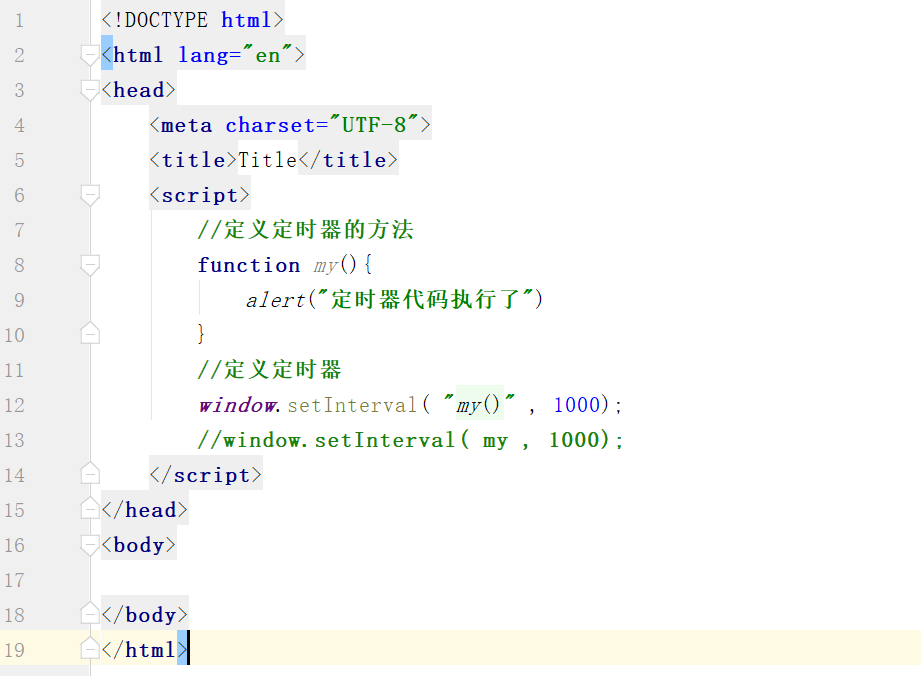 1 <!DOCTYPE html>
2 <html lang="en">
3 <head>
4 <meta charset="UTF-8">
5 <title>Title</title>
6 <script>
7 //定义定时器的方法
8 function my(){
9 alert("定时器代码执行了")
10 }
11 //定义定时器
12 window.setInterval( "my()" , 1000);
13 //window.setInterval( my , 1000);
14 </script>
15 </head>
16 <body>
17
18 </body>
19 </html>